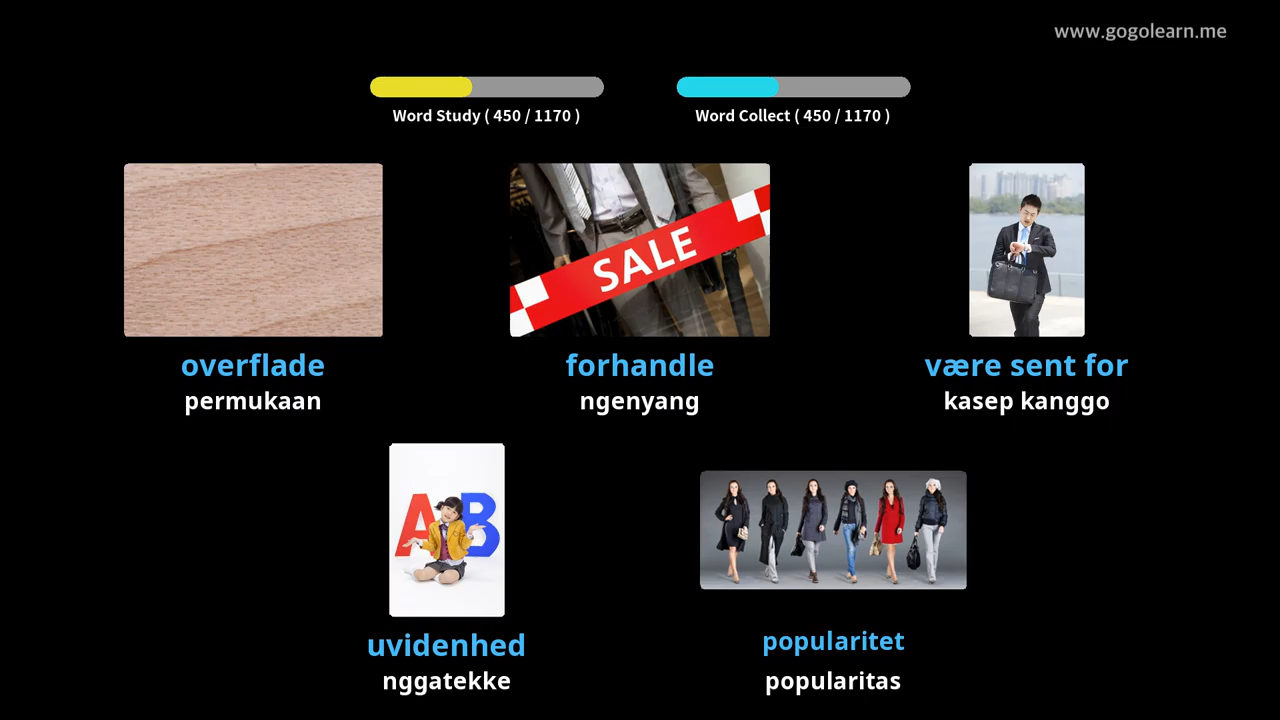 www.gogolearn.me
Word Study ( 450 / 1170 )
Word Collect ( 450 / 1170 )
SALE
overflade
permukaan
forhandle
ngenyang
være sent for
kasep kanggo
A B
uvidenhed
nggatekke
popularitet
popularitas